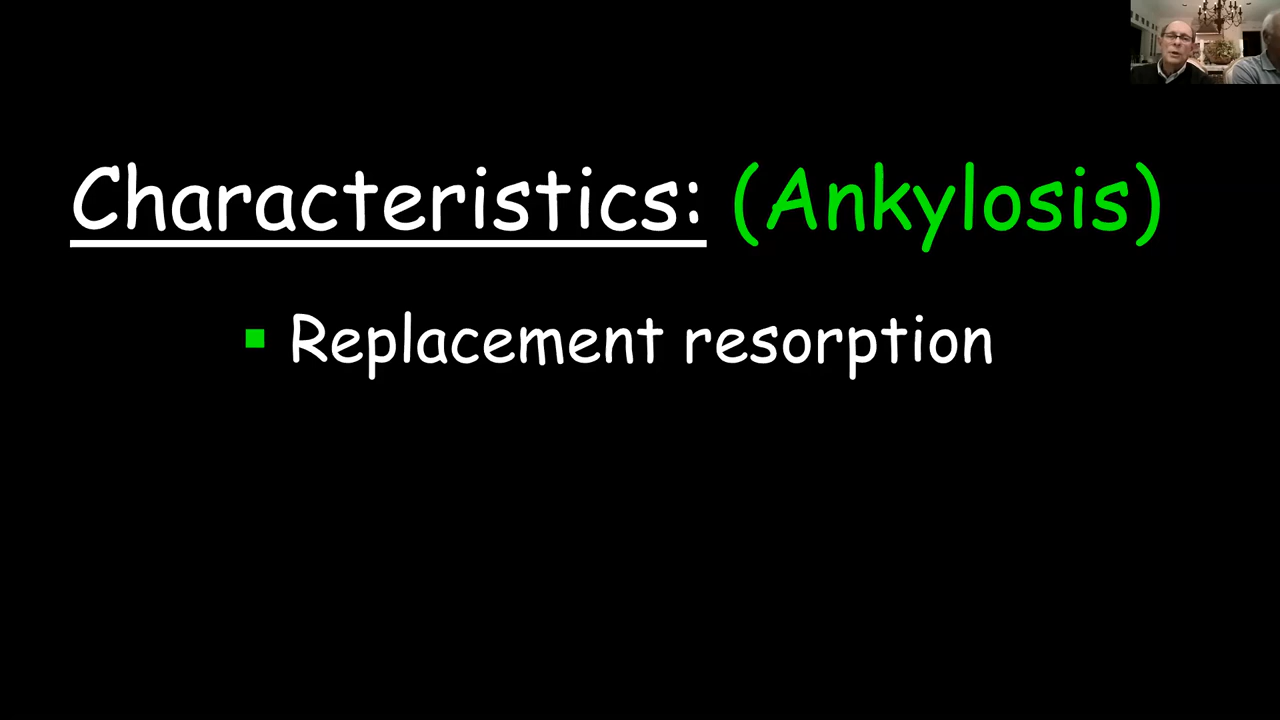 Characteristics: (Ankylosis)
▪ Replacement resorption